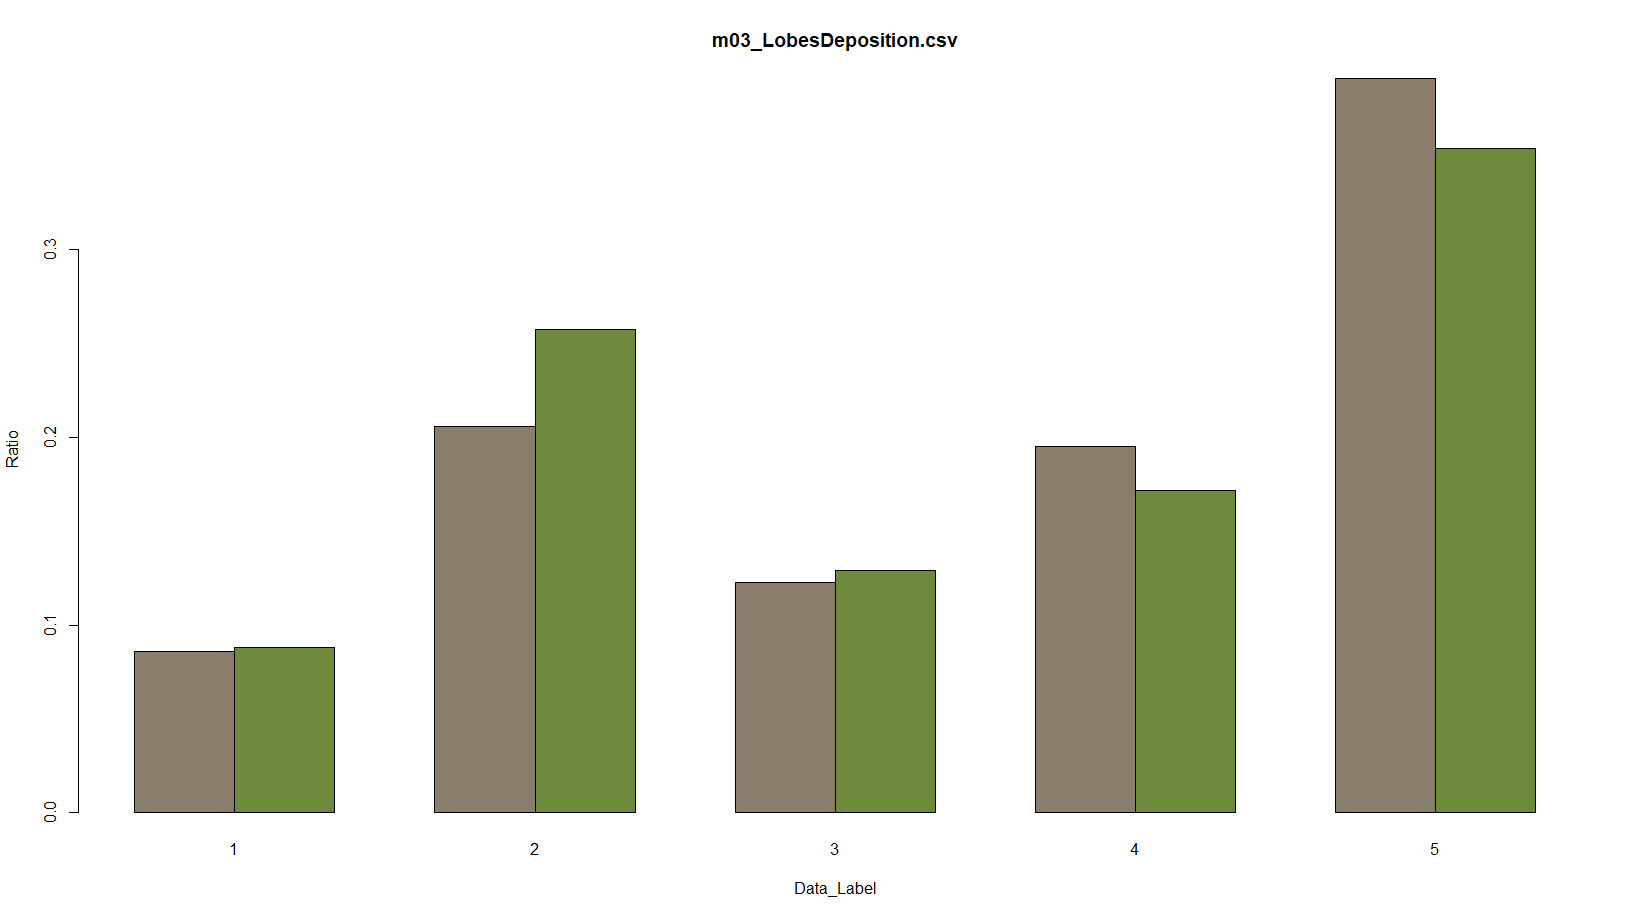 m03_LobesDeposition.csv
0.3
0.2
0.1
0.0
Ratio
1 2 3 4 5
Data_Label